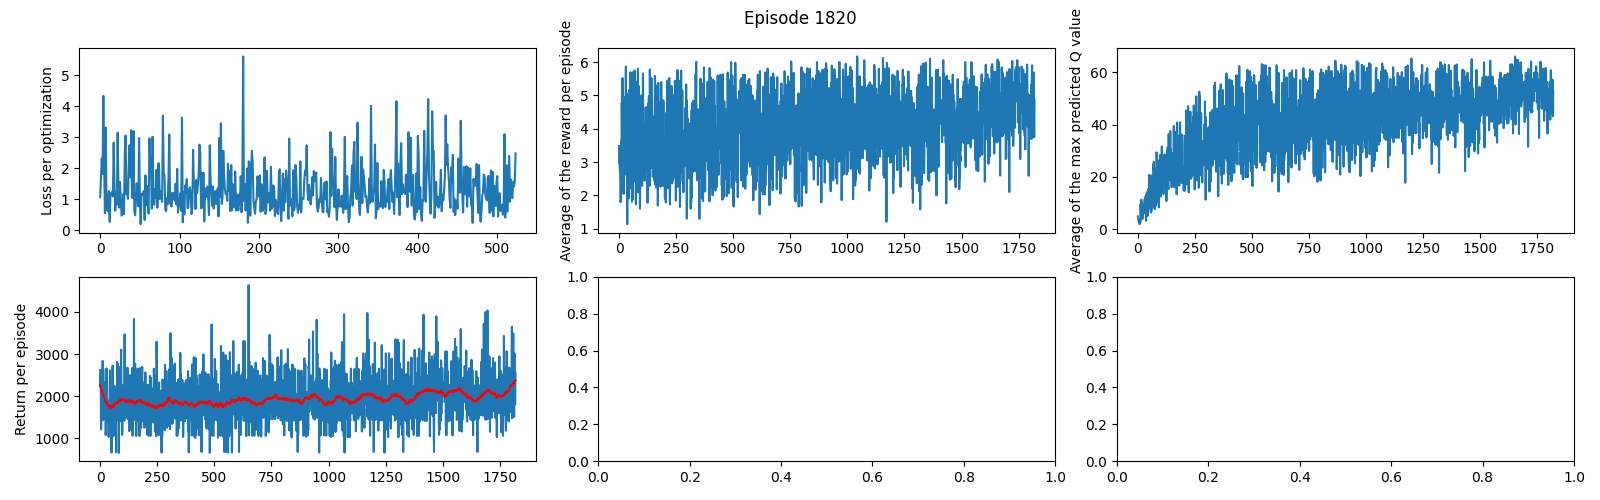 Episode 1820
Loss per optimization
5
4
3
2
1
0
0 100 200 300 400 500
Average of the reward per episode
6
5
4
3
2
1
0 250 500 750 1000 1250 1500 1750
Average of the max predicted Q value
60
40
20
0
0 250 500 750 1000 1250 1500 1750
Return per episode
4000
3000
2000
1000
0 250 500 750 1000 1250 1500 1750
1.0
0.8
0.6
0.4
0.2
0.0
0.0 0.2 0.4 0.6 0.8 1.0
1.0
0.8
0.6
0.4
0.2
0.0
0.0 0.2 0.4 0.6 0.8 1.0